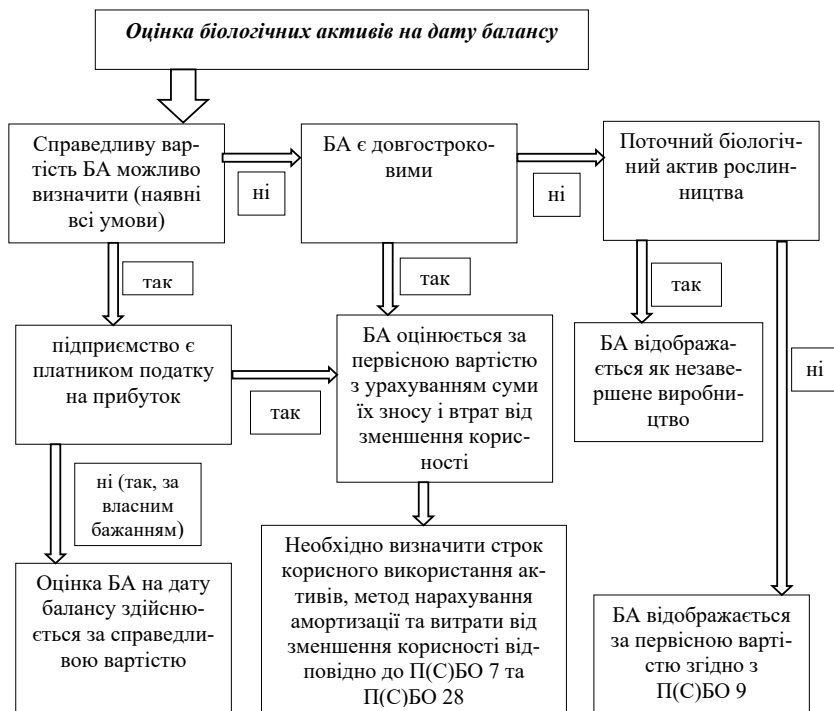 Оцінка біологічних активів на дату балансу
Справедливу вар-
тість БА можливо
визначити (наявні
всі умови)
ні
БА є довгостроко-
вими
ні
Поточний біологіч-
ний актив рослин-
ництва
так
так
так
підприємство є
платником податку
на прибуток
так
БА оцінюється за
первісною вартістю
з урахуванням суми
їх зносу і втрат від
зменшення корис-
ності
БА відобража-
ється як незаве-
ршене виробни-
цтво
ні
ні (так, за
власним
бажанням)
Оцінка БА на дату
балансу здійсню-
ється за справедли-
вою вартістю
Необхідно визначити строк
корисного використання ак-
тивів, метод нарахування
амортизації та витрати від
зменшення корисності від-
повідно до П(С)БО 7 та
П(С)БО 28
БА відображається
за первісною варті-
стю згідно з
П(С)БО 9